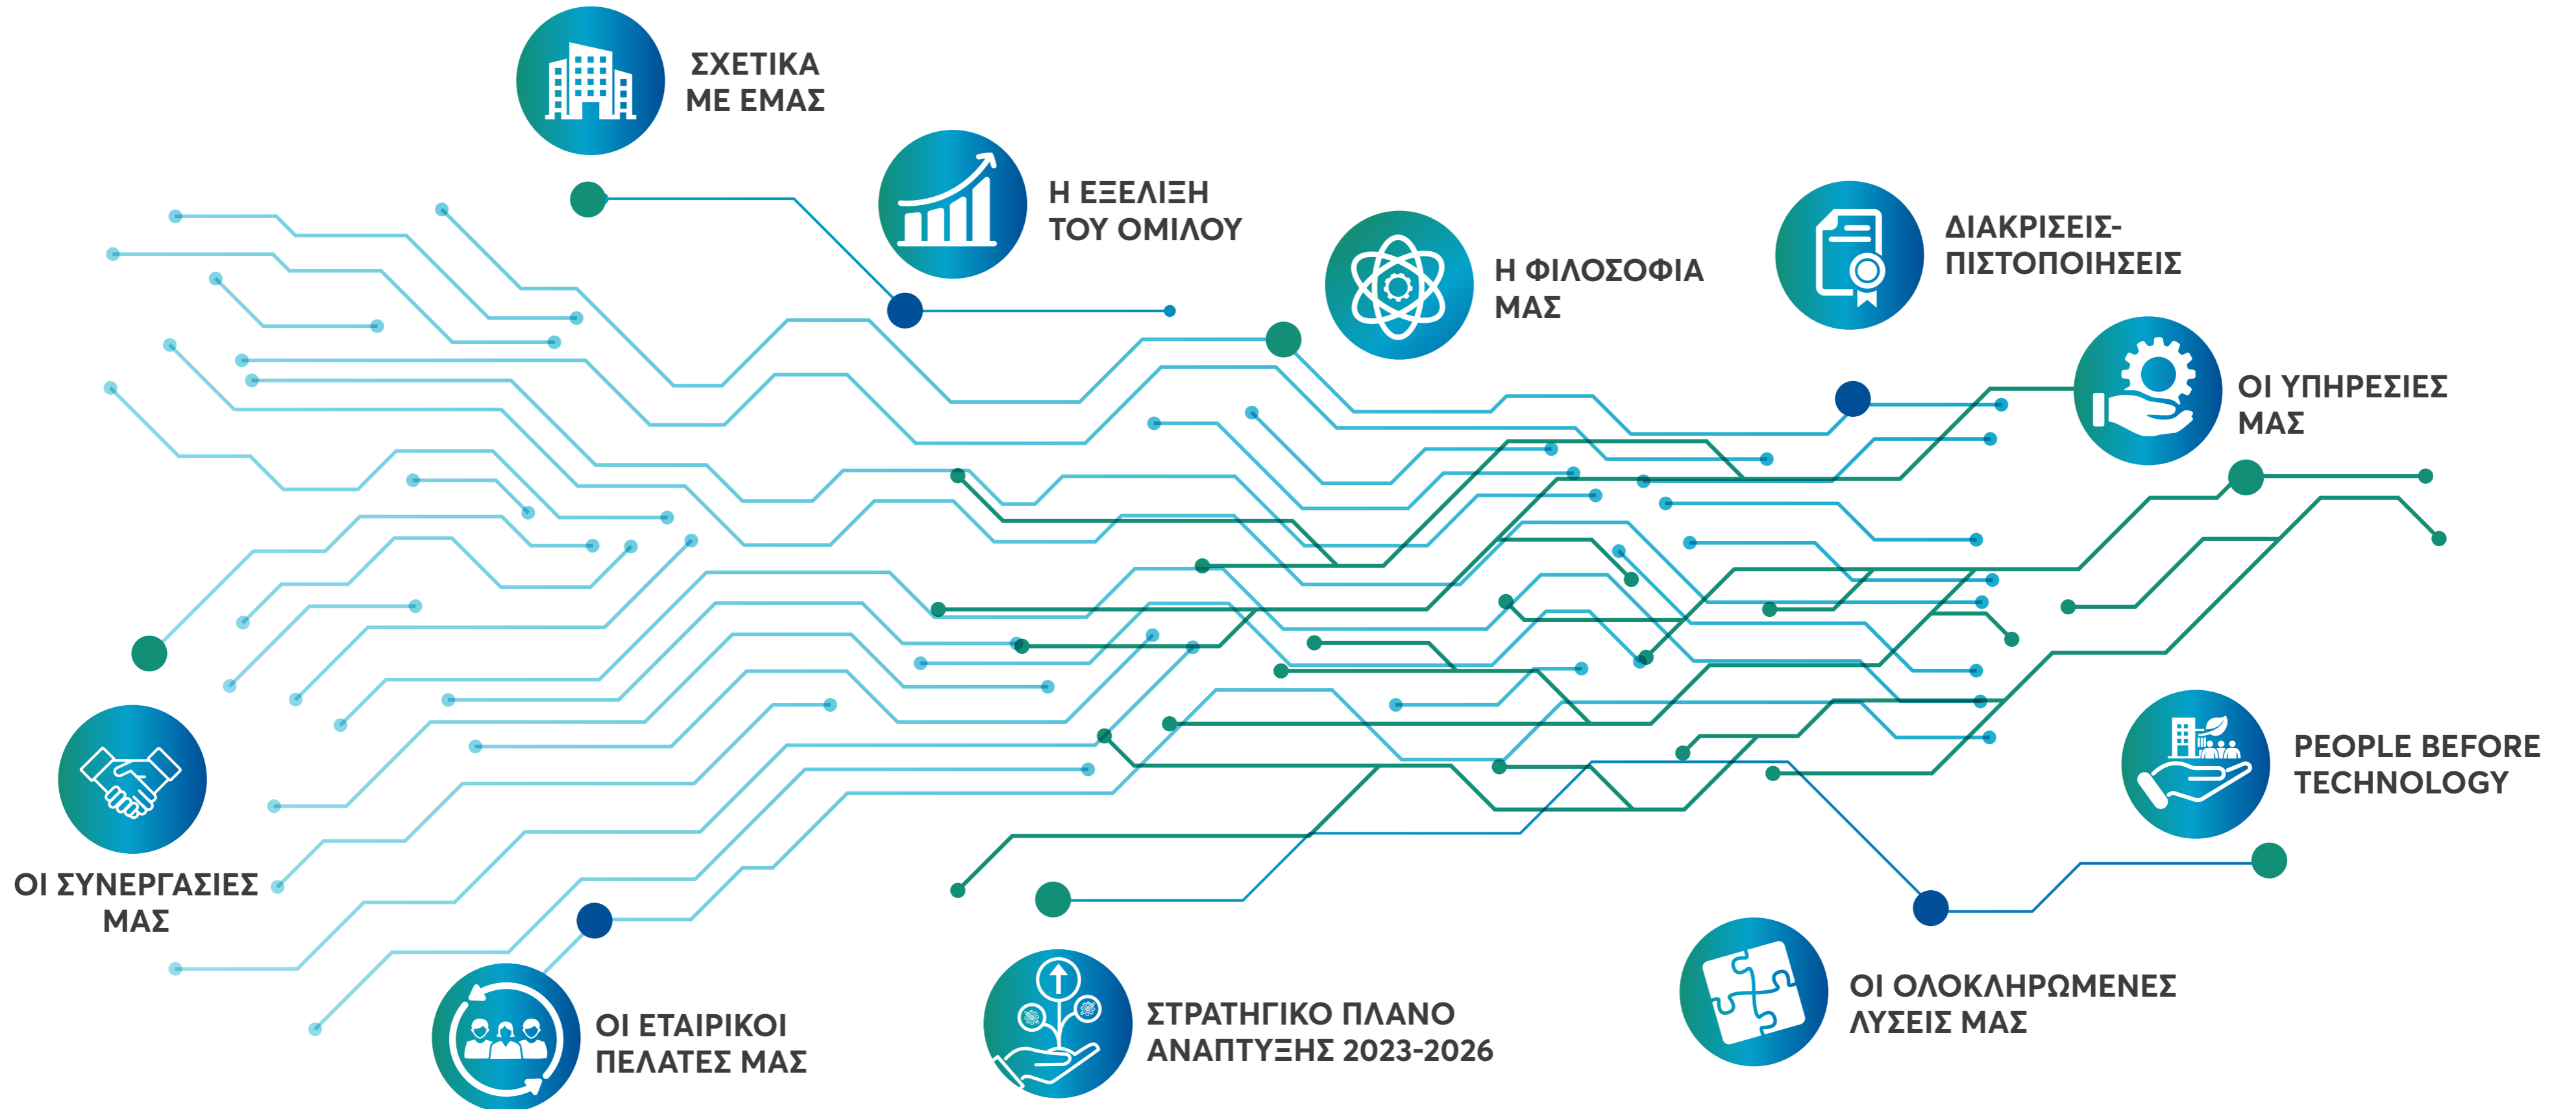 ΣΧΕΤΙΚΑ
ΜΕ ΕΜΑΣ
Η ΕΞΕΛΙΞΗ
ΤΟΥ ΟΜΙΛΟΥ
Η ΦΙΛΟΣΟΦΙΑ
ΜΑΣ
ΔΙΑΚΡΙΣΕΙΣ-
ΠΙΣΤΟΠΟΙΗΣΕΙΣ
ΟΙ ΥΠΗΡΕΣΙΕΣ
ΜΑΣ
PEOPLE BEFORE
TECHNOLOGY
ΟΙ ΣΥΝΕΡΓΑΣΙΕΣ
ΜΑΣ
ΟΙ ΕΤΑΙΡΙΚΟΙ
ΠΕΛΑΤΕΣ ΜΑΣ
ΣΤΡΑΤΗΓΙΚΟ ΠΛΑΝΟ
ΑΝΑΠΤΥΞΗΣ 2023-2026
ΟΙ ΟΛΟΚΛΗΡΩΜΕΝΕΣ
ΛΥΣΕΙΣ ΜΑΣ